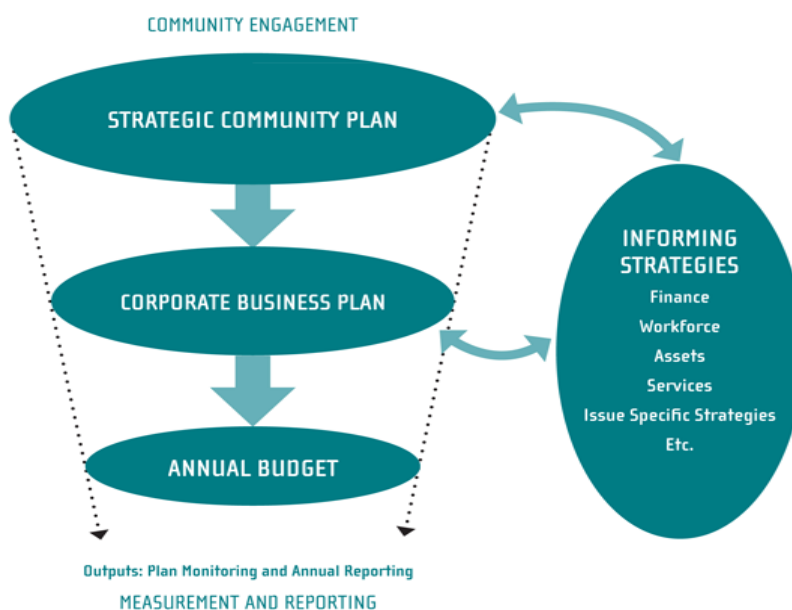 COMMUNITY ENGAGEMENT
STRATEGIC COMMUNITY PLAN
CORPORATE BUSINESS PLAN
ANNUAL BUDGET
INFORMING
STRATEGIES
Finance
Workforce
Assets
Services
Issue Specific Strategies
Etc.
Outputs: Plan Monitoring and Annual Reporting
MEASUREMENT AND REPORTING